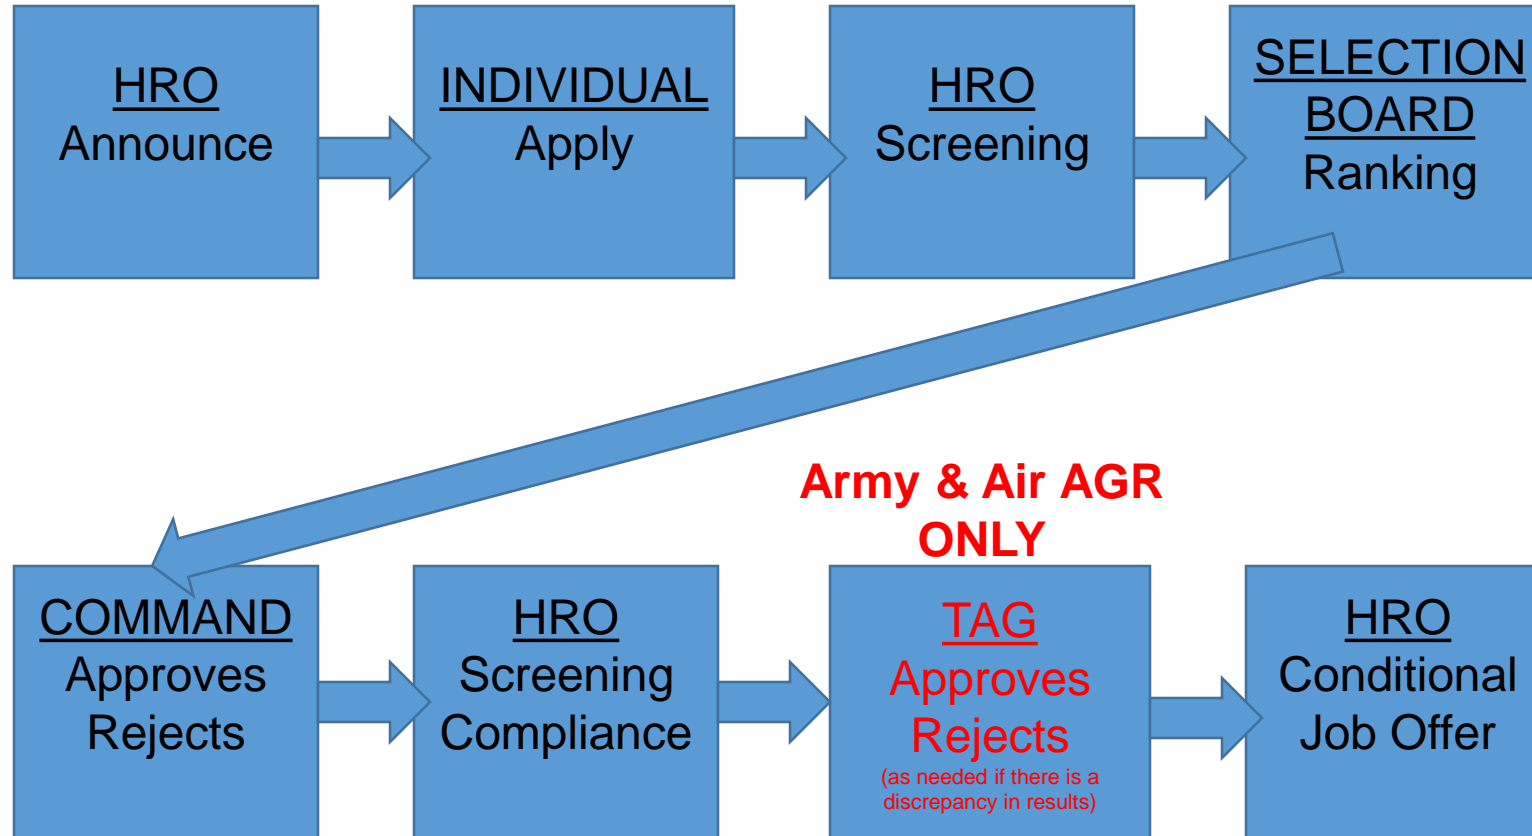 HRO
Announce
INDIVIDUAL
Apply
HRO
Screening
SELECTION
BOARD
Ranking
COMMAND
Approves
Rejects
HRO
Screening
Compliance
Army & Air AGR
ONLY
TAG
Approves
Rejects
(as needed if there is a
discrepancy in results)
HRO
Conditional
Job Offer